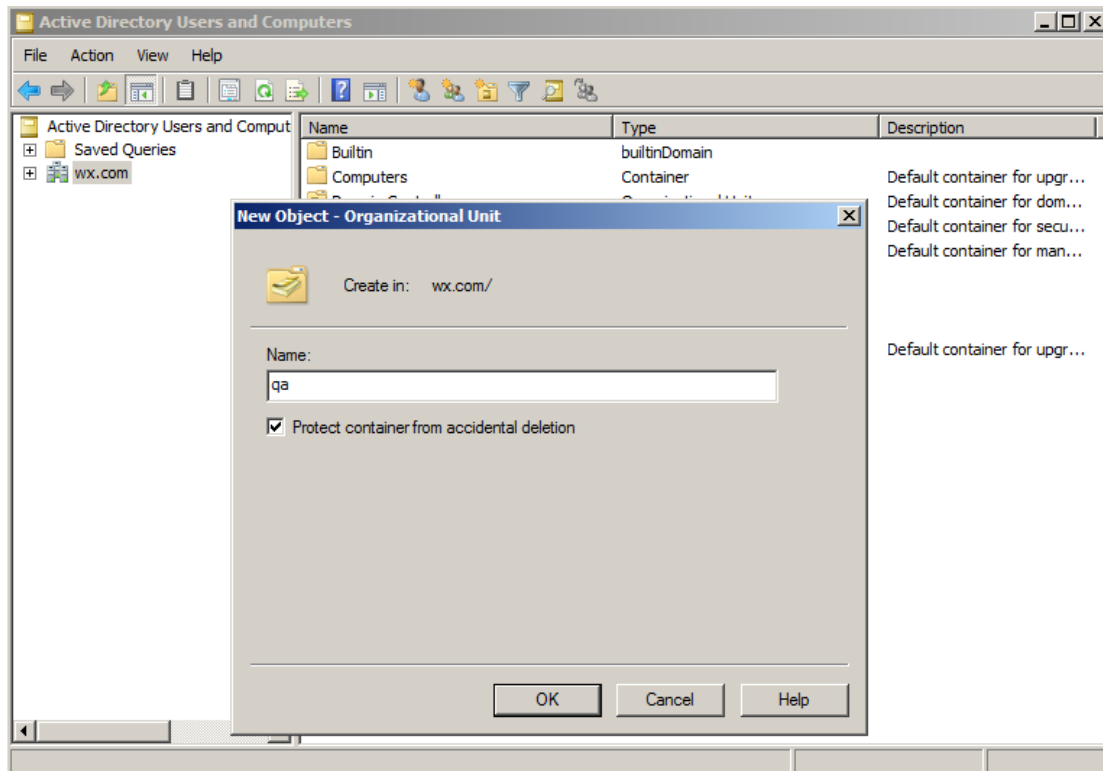 Active Directory Users and Computers
File Action View Help
Active Directory Users and Comput
Saved Queries
wx.com
Name Type Description
Builtin builtinDomain
Computers Container Default container for upgr...
Default container for dom...
Default container for secu...
Default container for man...
Default container for upgr...
New Object - Organizational Unit
Create in: wx.com/
Name:
qa
Protect container from accidental deletion
OK Cancel Help